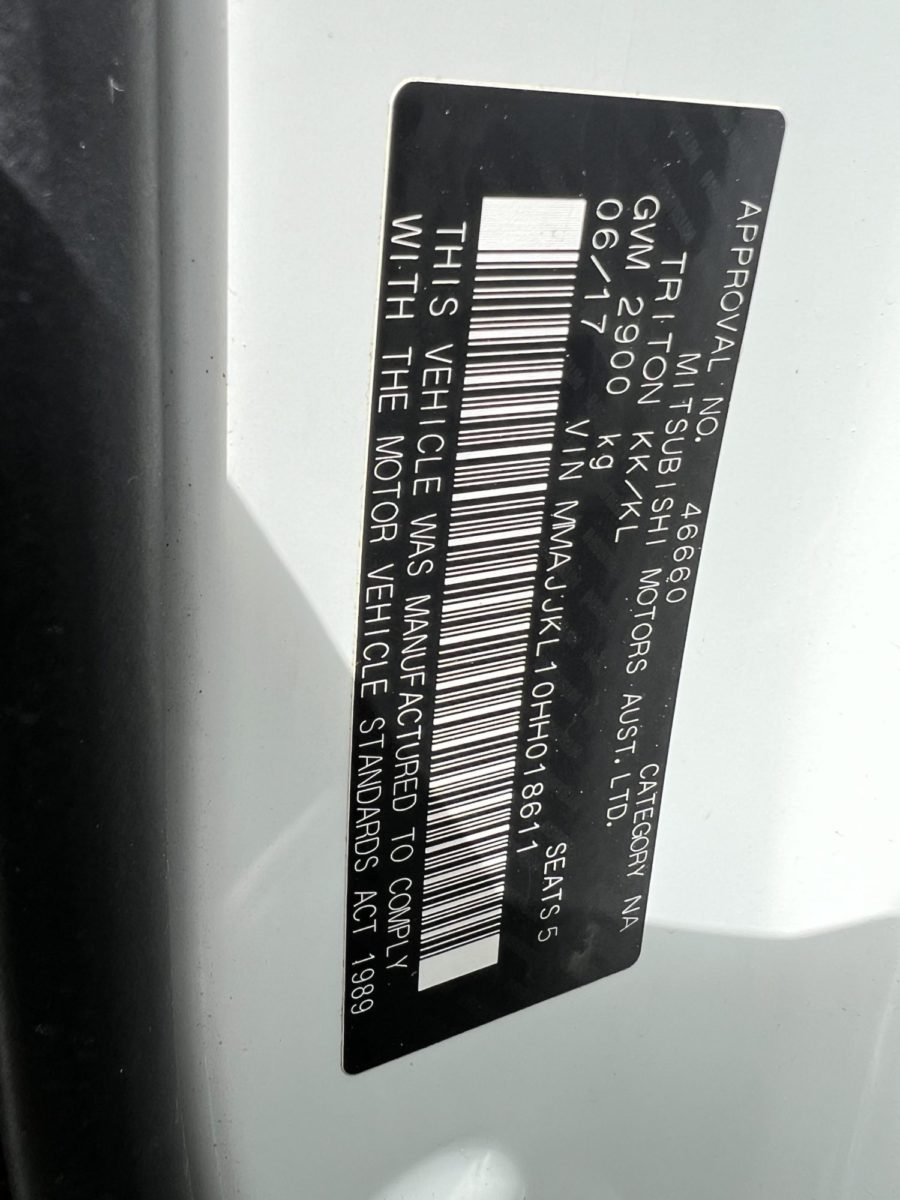 APPROVAL NO. 46660 CATEGORY NA
MITSUBISHI MOTORS AUST.LTD.
TRITON KK/KL
GVM 2900 kg SEATS 5
06/17 VIN MMAJJKL10HH018611
THIS VEHICLE WAS MANUFACTURED TO COMPLY
WITH THE MOTOR VEHICLE STANDARDS ACT 1989